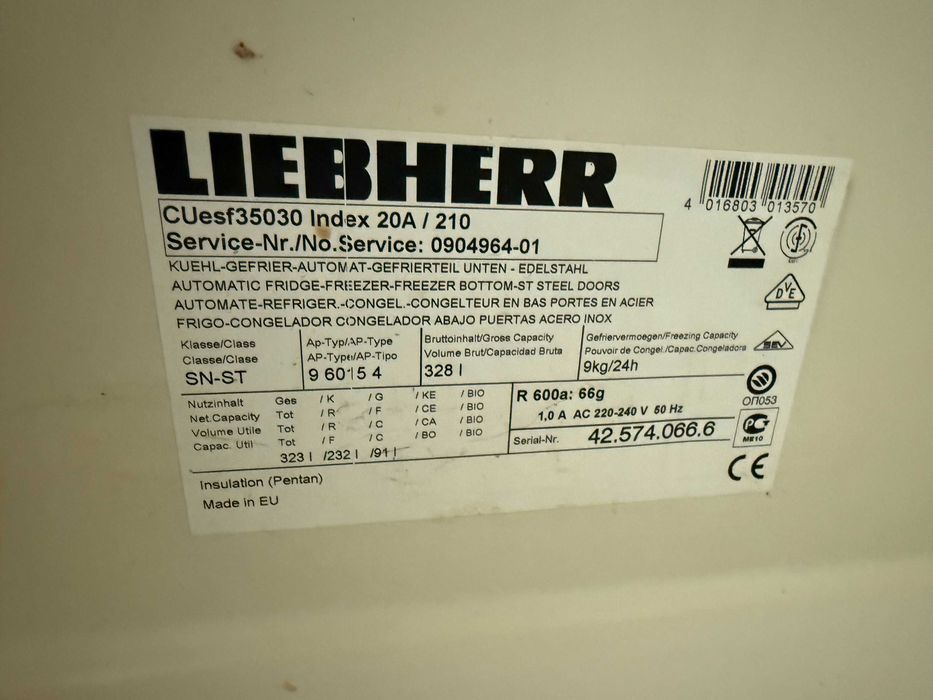 LIEBHERR
4 016803 013570
CUesf35030 Index 20A / 210
Service-Nr./No.Service: 0904964-01
KUEHL-GEFRIER-AUTOMAT-GEFRIERTEIL UNTEN - EDELSTAHL
AUTOMATIC FRIDGE-FREEZER-FREEZER BOTTOM-ST STEEL DOORS
AUTOMATE-REFRIGER.-CONGEL.-CONGELTEUR EN BAS PORTES EN ACIER
FRIGO-CONGELADOR CONGELADOR ABAJO PUERTAS ACERO INOX
DVE
SEV
Klasse/Class
Classe/Clase
SN-ST
Ap-Typ/AP-Type
AP-Type/AP-Tipo
9 6015 4
Bruttoinhalt/Gross Capacity
Volume Brut/Capacidad Bruta
328 l
Gefriervermoegen/Freezing Capacity
Pouvoir de Congel./Capac.Congeladora
9kg/24h
Nutzinhalt Ges / K / G / KE / BIO
Net.Capacity Tot / R / F / CE / BIO
Volume Utile Tot / R / C / CA / BIO
Capac. Util Tot / F / C / BO / BIO
323 l /232 l /91 l
R 600a: 66g
1,0 A AC 220-240 V 50 Hz
Serial-Nr. 42.574.066.6
ОП053
РСТ
ME10
CE
Insulation (Pentan)
Made in EU